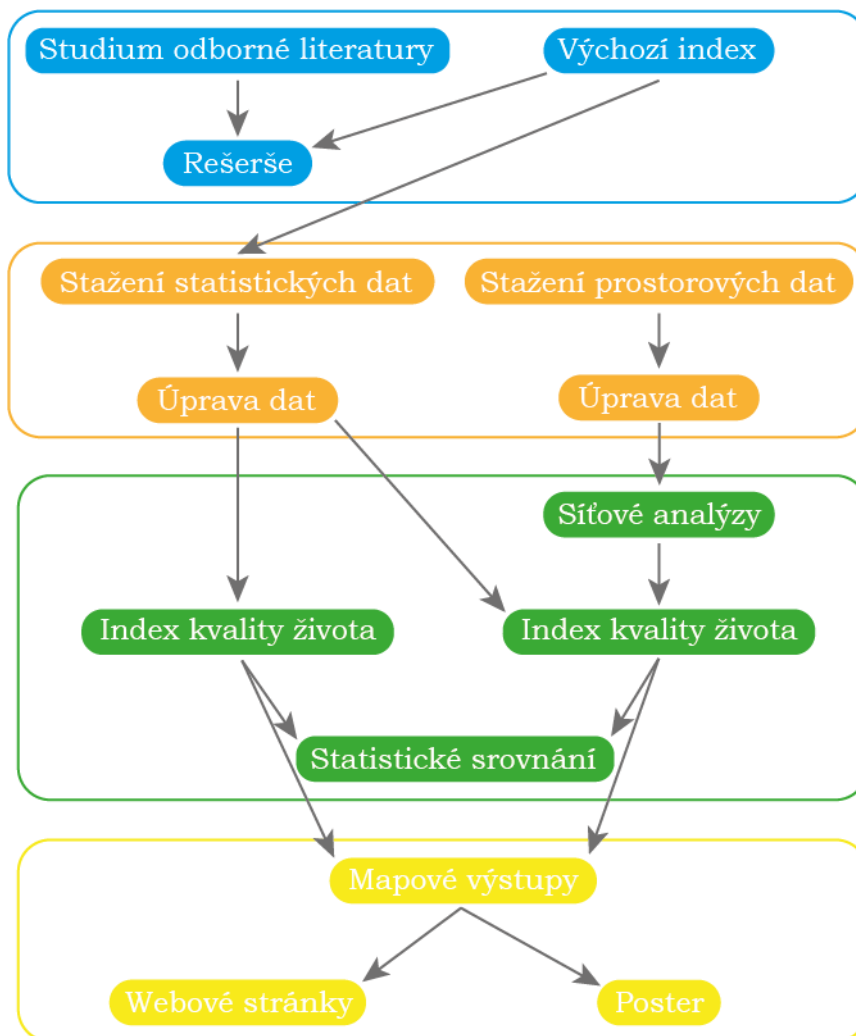 Studium odborné literatury
Výchozí index
Rešerše
Stažení statistických dat
Stažení prostorových dat
Úprava dat
Úprava dat
Síťové analýzy
Index kvality života
Index kvality života
Statistické srovnání
Mapové výstupy
Webové stránky
Poster